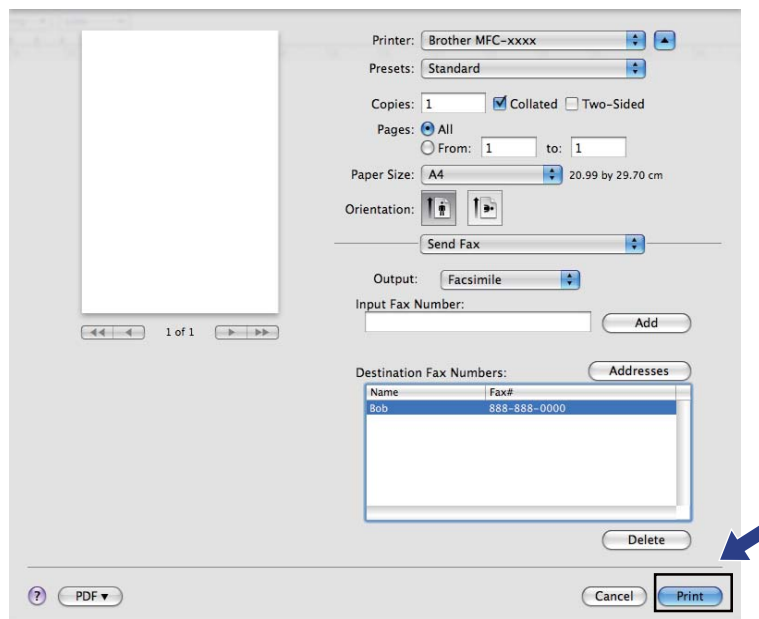 Printer: Brother MFC-xxxx
Presets: Standard
Copies: 1 Collated Two-Sided
Pages: All
From: 1 to: 1
Paper Size: A4 20.99 by 29.70 cm
Orientation:
Send Fax
Output: Facsimile
Input Fax Number:
Add
1 of 1
Destination Fax Numbers: Addresses
Name Fax#
Bob 888-888-0000
Delete
? PDF Cancel Print